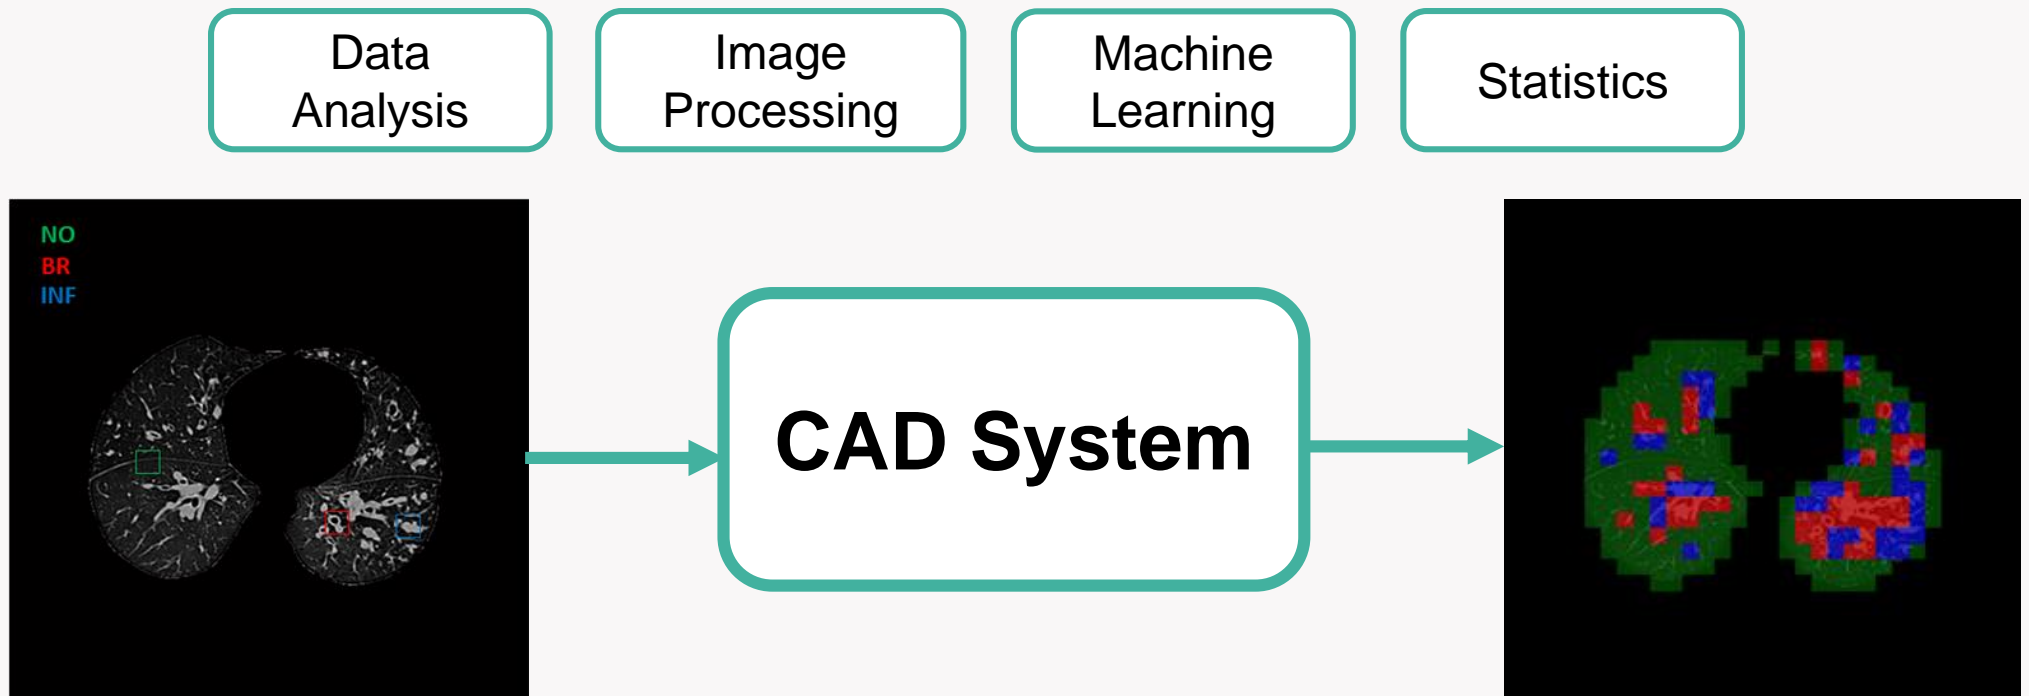 Data
Analysis
Image
Processing
Machine
Learning
Statistics
NO
BR
INF
CAD System